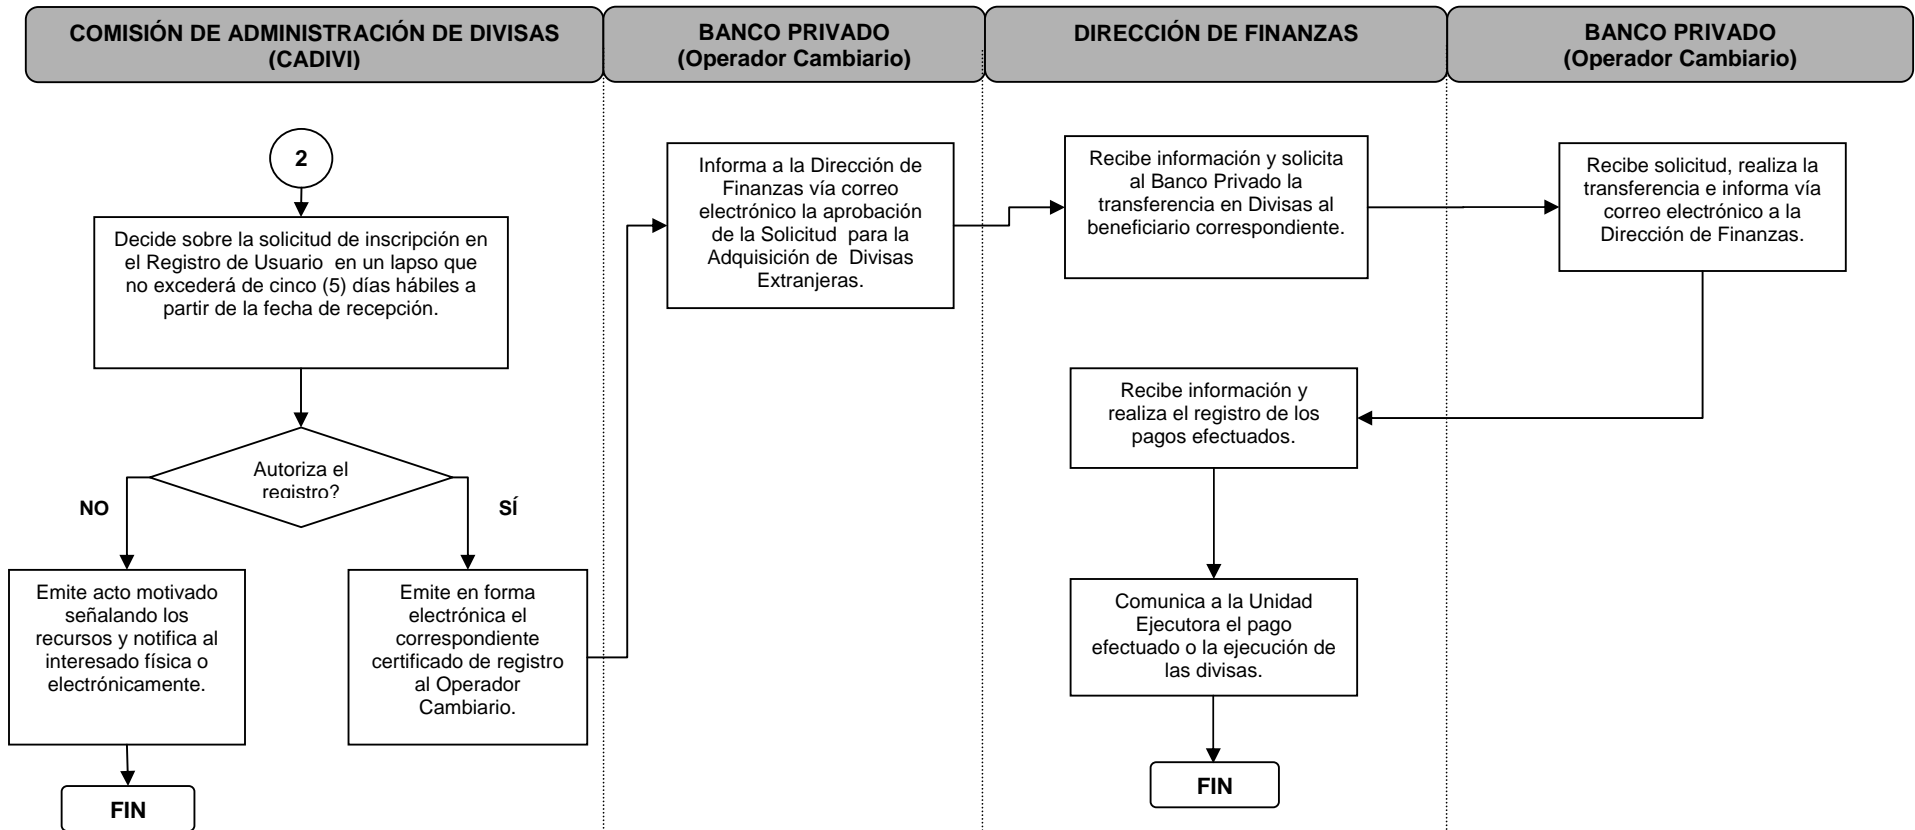 COMISIÓN DE ADMINISTRACIÓN DE DIVISAS
(CADIVI)
BANCO PRIVADO
(Operador Cambiario)
DIRECCIÓN DE FINANZAS
BANCO PRIVADO
(Operador Cambiario)
2
Decide sobre la solicitud de inscripción en
el Registro de Usuario en un lapso que
no excederá de cinco (5) días hábiles a
partir de la fecha de recepción.
Autoriza el
registro?
NO
SÍ
Emite acto motivado
señalando los
recursos y notifica al
interesado física o
electrónicamente.
FIN
Emite en forma
electrónica el
correspondiente
certificado de registro
al Operador
Cambiario.
Informa a la Dirección de
Finanzas vía correo
electrónico la aprobación
de la Solicitud para la
Adquisición de Divisas
Extranjeras.
Recibe información y solicita
al Banco Privado la
transferencia en Divisas al
beneficiario correspondiente.
Recibe solicitud, realiza la
transferencia e informa vía
correo electrónico a la
Dirección de Finanzas.
Recibe información y
realiza el registro de los
pagos efectuados.
Comunica a la Unidad
Ejecutora el pago
efectuado o la ejecución de
las divisas.
FIN